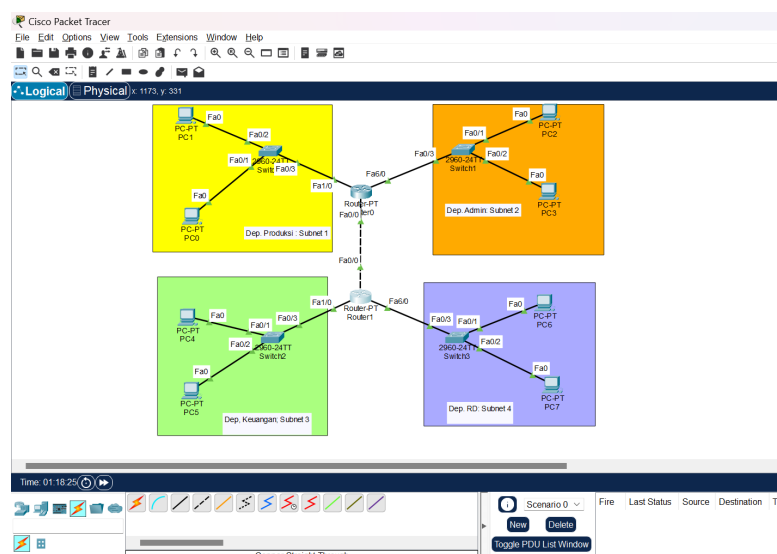 Cisco Packet Tracer
File Edit Options View Tools Extensions Window Help
Logical Physical x: 1173, y: 331
Fa0
PC-PT
PC1
Fa0/2
Fa0/1
2960-24TT
Fa0/3
Fa0
PC-PT
PC0
Dep. Produksi : Subnet 1
Fa1/0
Fa0
PC-PT
PC2
Fa0/1
Fa0/3
2960-24TT
Switch1
Fa0/2
Fa0
PC-PT
PC3
Dep. Admin: Subnet 2
Fa6/0
Router-PT
Fa0/0
Fa0/0
Fa1/0
Router-PT
Router1
Fa6/0
Fa0
PC-PT
PC4
Fa0/1
Fa0/3
Fa0/2
2960-24TT
Switch2
Fa0
PC-PT
PC5
Dep, Keuangan; Subnet 3
Fa0
PC-PT
PC6
Fa0/3
Fa0/1
Fa0/2
2960-24TT
Switch3
Fa0
PC-PT
PC7
Dep. RD: Subnet 4
Time: 01:18:25
Scenario 0
Fire Last Status Source Destination
New Delete
Toggle PDU List Window